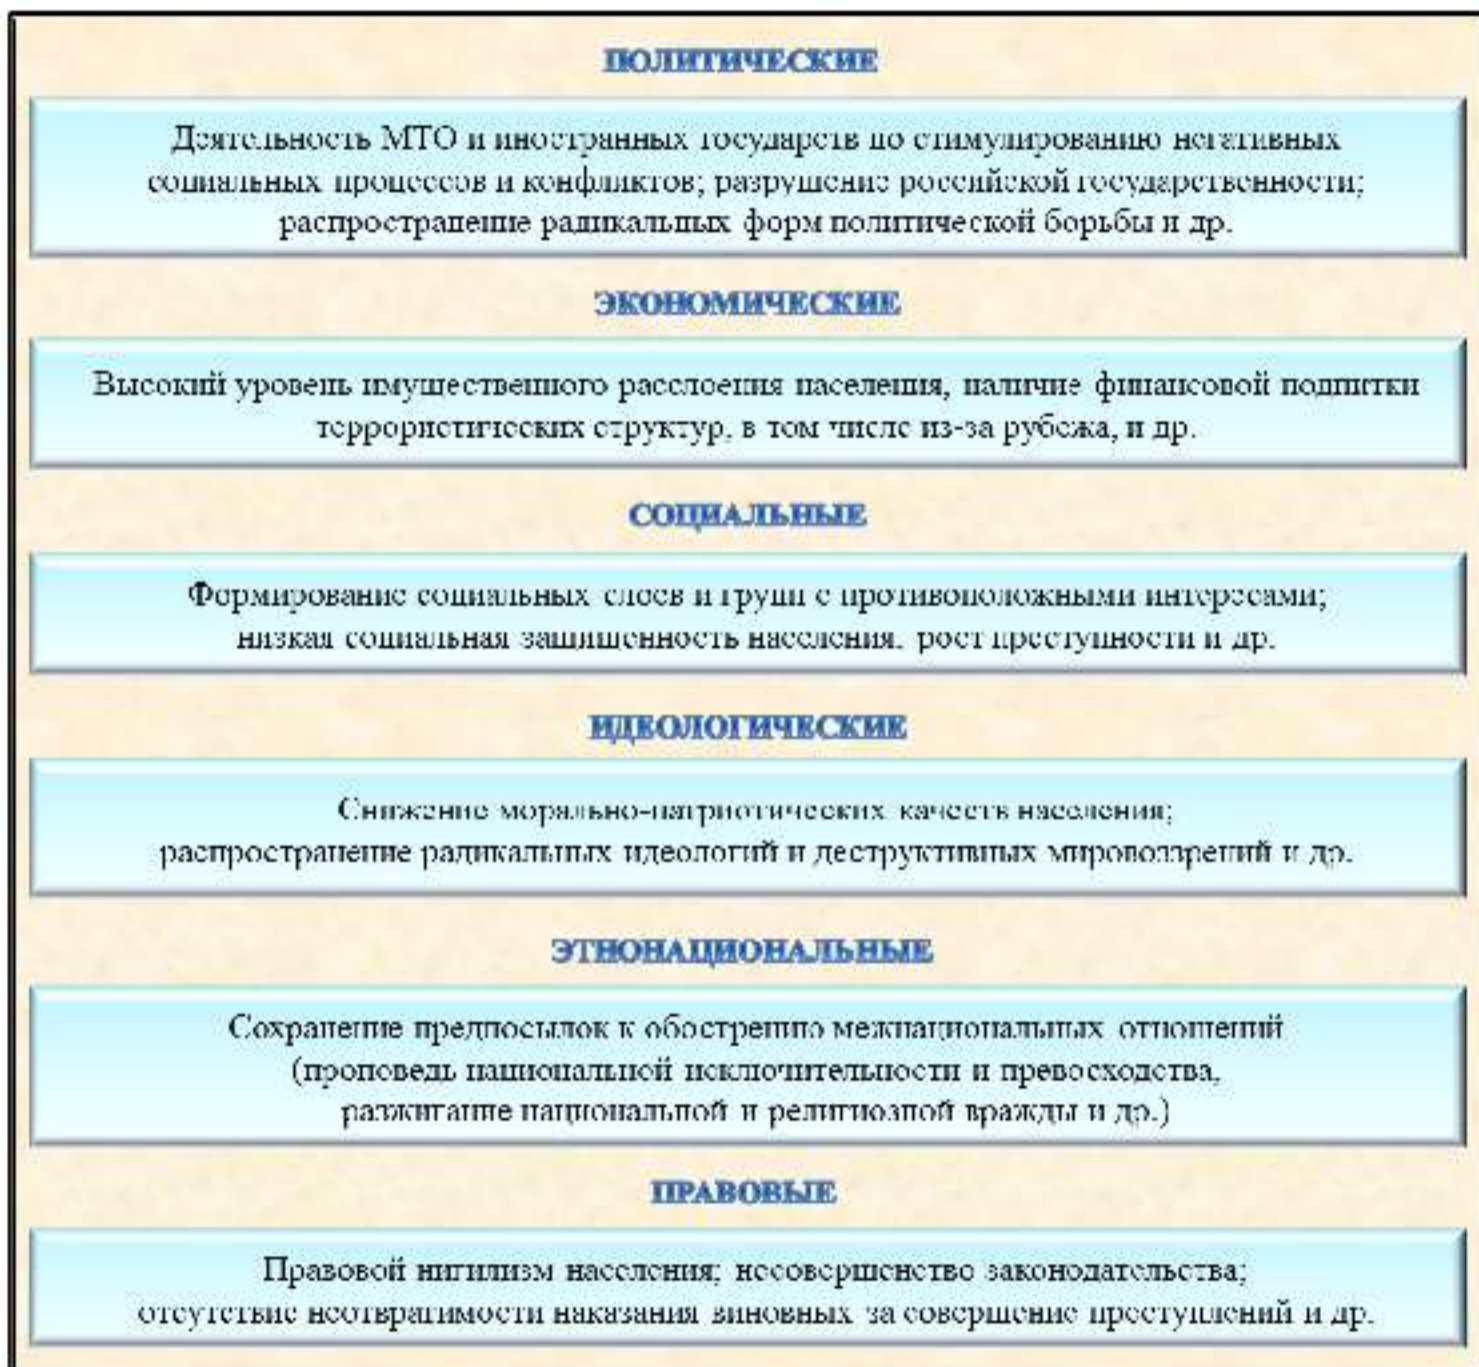 ПОЛИТИЧЕСКИЕ
Деятельность МТО и иностранных государств по стимулированию негативных
социальных процессов и конфликтов; разрушение российской государственности;
распространение радикальных форм политической борьбы и др.
ЭКОНОМИЧЕСКИЕ
Высокий уровень имущественного расслоения населения, наличие финансовой подпитки
террористических структур, в том числе из-за рубежа, и др.
СОЦИАЛЬНЫЕ
Формирование социальных слоев и групп с противоположными интересами;
низкая социальная защищенность населения, рост преступности и др.
ИДЕОЛОГИЧЕСКИЕ
Снижение морально-патриотических качеств населения;
распространение радикальных идеологий и деструктивных мировоззрений и др.
ЭТНОНАЦИОНАЛЬНЫЕ
Сохранение предпосылок к обострению межнациональных отношений
(проповедь национальной исключительности и превосходства,
разжигание национальной и религиозной вражды и др.)
ПРАВОВЫЕ
Правовой нигилизм населения; несовершенство законодательства;
отсутствие неотвратимости наказания виновных за совершение преступлений и др.